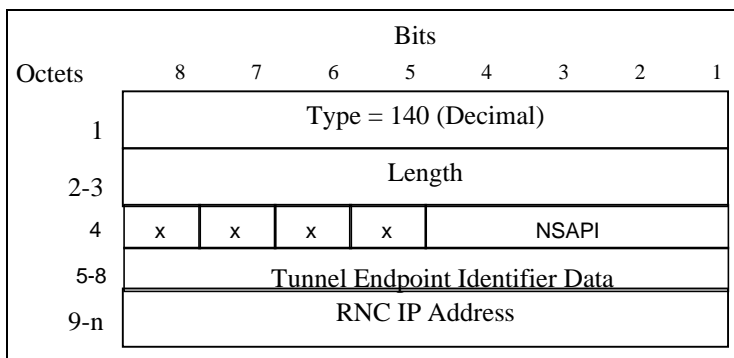 Bits
Octets 8 7 6 5 4 3 2 1
1 Type = 140 (Decimal)
2-3 Length
4 x x x x NSAPI
5-8 Tunnel Endpoint Identifier Data
9-n RNC IP Address